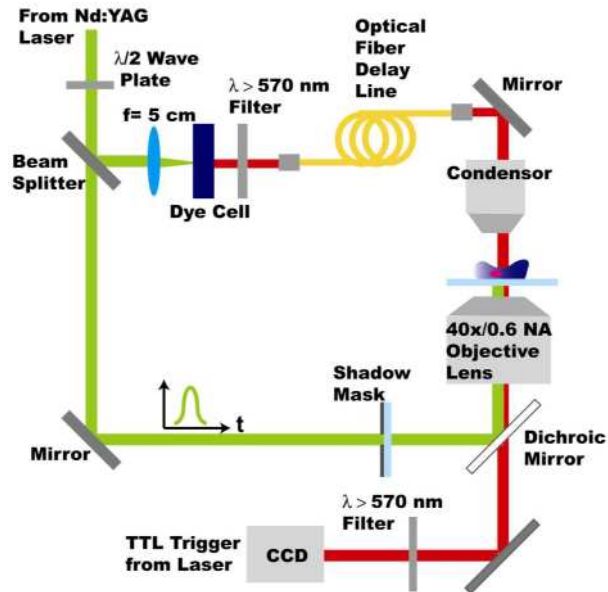 From Nd:YAG
Laser
λ/2 Wave
Plate
f= 5 cm
λ> 570 nm
Filter
Optical
Fiber
Delay
Line
Mirror
Beam
Splitter
Dye Cell
Condensor
40x/0.6 NA
Objective
Lens
Shadow
Mask
t
Mirror
Dichroic
Mirror
λ> 570 nm
Filter
TTL Trigger
from Laser
CCD